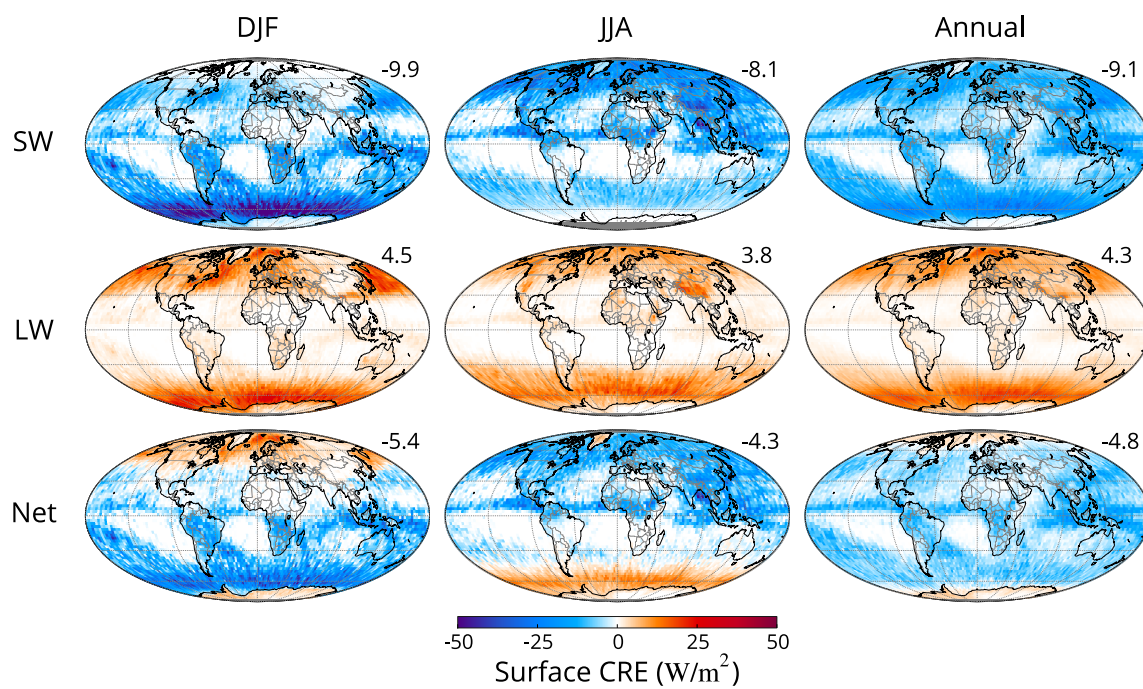 DJF JJA Annual
SW -9.9 -8.1 -9.1
LW 4.5 3.8 4.3
Net -5.4 -4.3 -4.8
-50 -25 0 25 50
Surface CRE (W/m²)